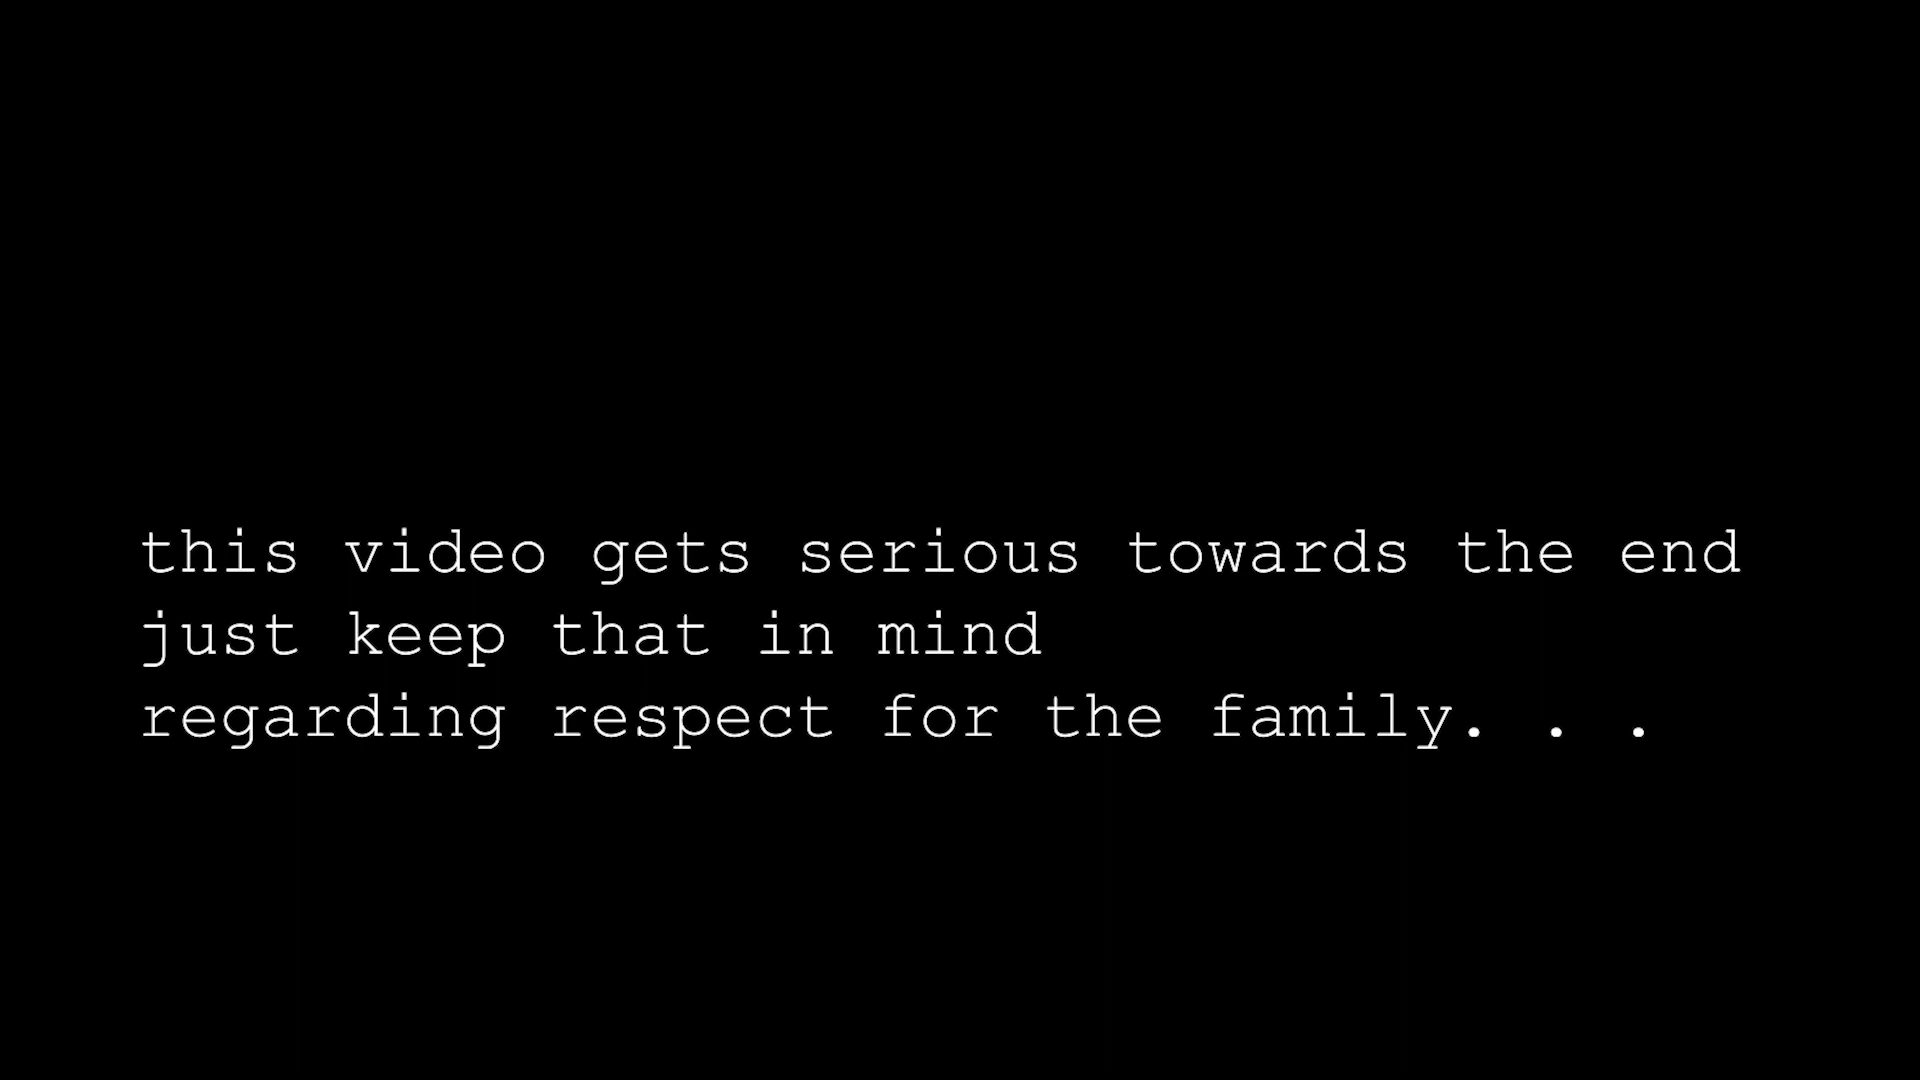 this video gets serious towards the end
just keep that in mind
regarding respect for the family. . .